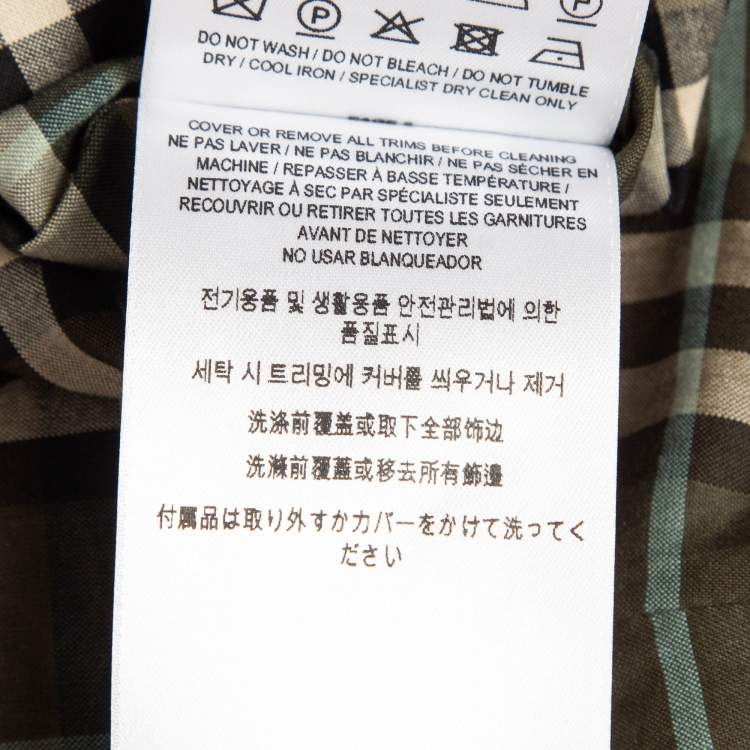 P
P
DO NOT WASH / DO NOT BLEACH / DO NOT TUMBLE
DRY / COOL IRON / SPECIALIST DRY CLEAN ONLY
COVER OR REMOVE ALL TRIMS BEFORE CLEANING
NE PAS LAVER / NE PAS BLANCHIR / NE PAS SÉCHER EN
MACHINE / REPASSER À BASSE TEMPÉRATURE /
NETTOYAGE À SEC PAR SPÉCIALISTE SEULEMENT
RECOUVRIR OU RETIRER TOUTES LES GARNITURES
AVANT DE NETTOYER
NO USAR BLANQUEADOR
전기용품 및 생활용품 안전관리법에 의한
품질표시
세탁 시 트리밍에 커버를 씌우거나 제거
洗涤前覆盖或取下全部饰边
洗滌前覆蓋或移去所有飾邊
付属品は取り外すかカバーをかけて洗ってく
ださい